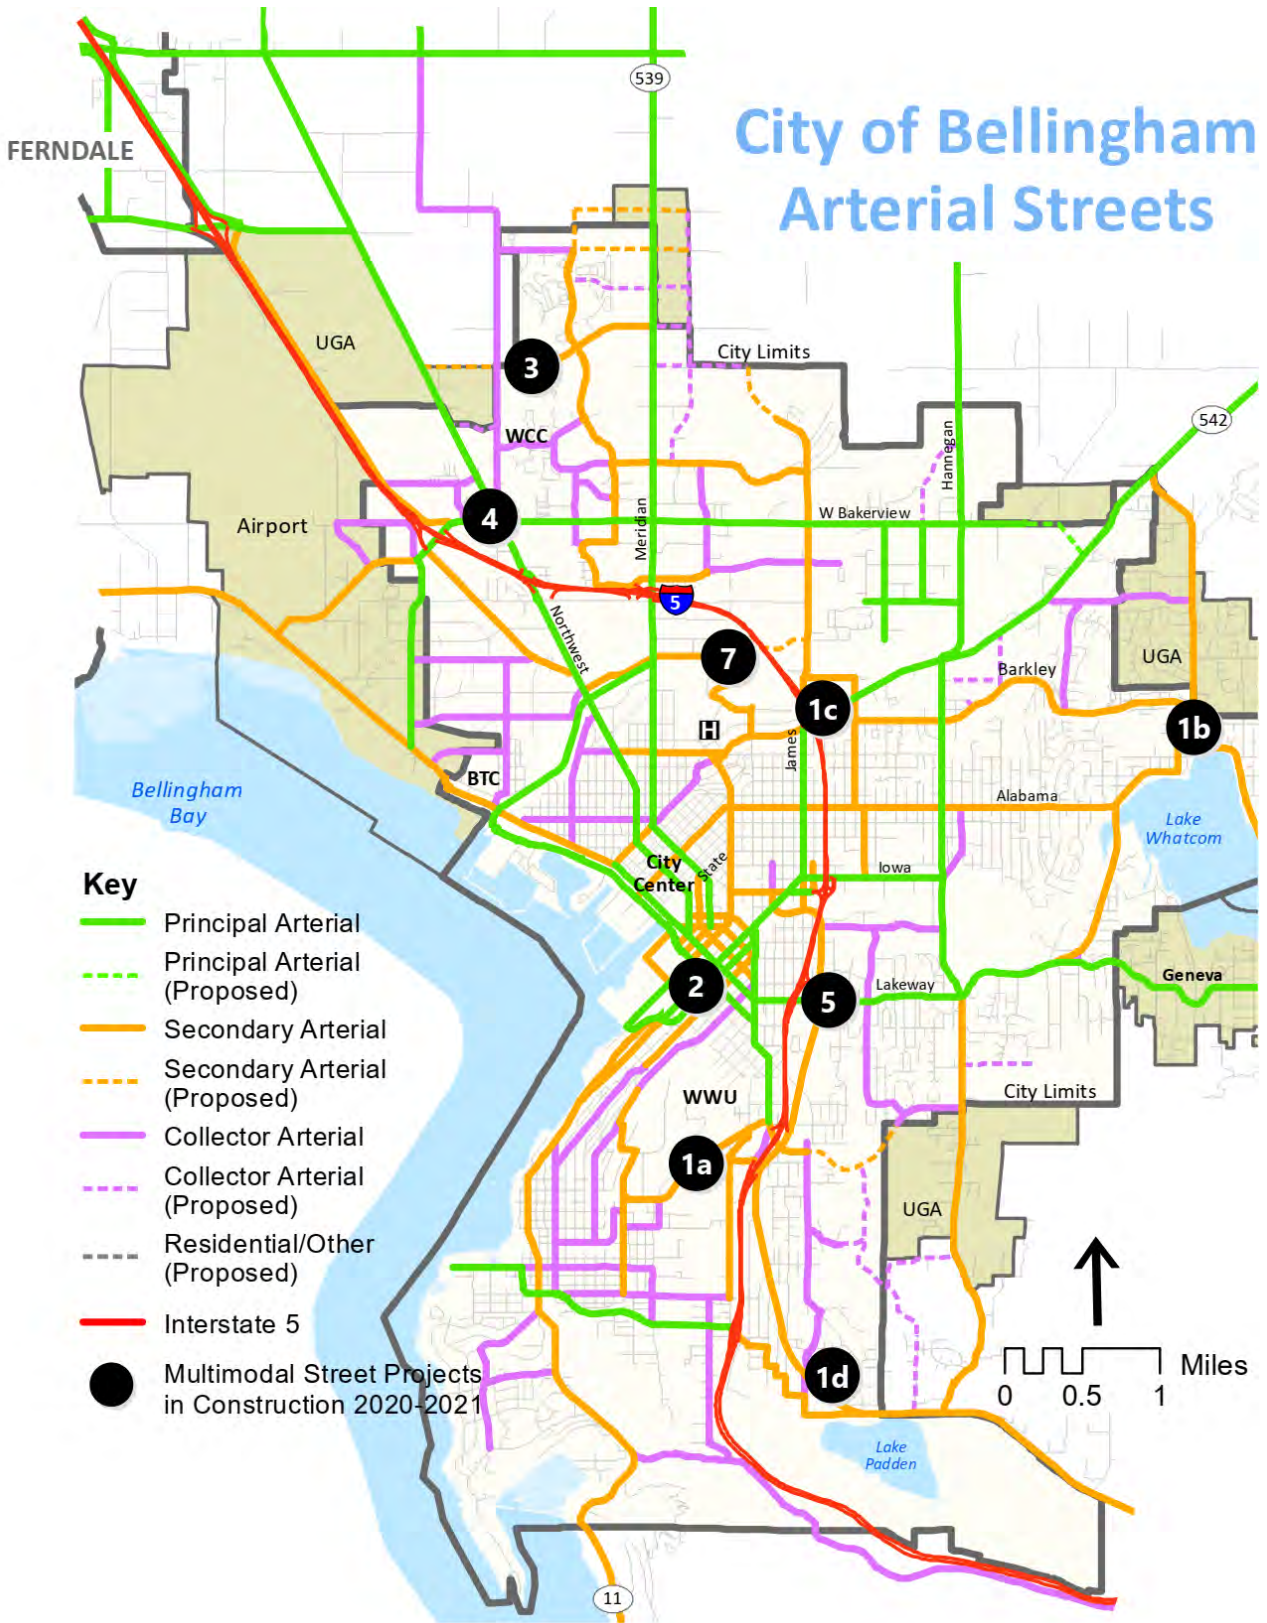 539
City of Bellingham
Arterial Streets
FERNDALE
UGA
3
City Limits
542
WCC
Hannegan
4
Airport
Meridian
W Bakerview
5
Northwest
7
Barkley
UGA
1c
1b
H
James
BTC
Bellingham
Bay
Alabama
Lake
Whatcom
City
Center
State
Iowa
Key
Principal Arterial
Principal Arterial
(Proposed)
Secondary Arterial
Secondary Arterial
(Proposed)
Collector Arterial
Collector Arterial
(Proposed)
Residential/Other
(Proposed)
Interstate 5
Multimodal Street Projects
in Construction 2020-2021
2
5
Lakeway
Geneva
WWU
City Limits
1a
UGA
1d
Miles
0 0.5 1
Lake
Padden
11